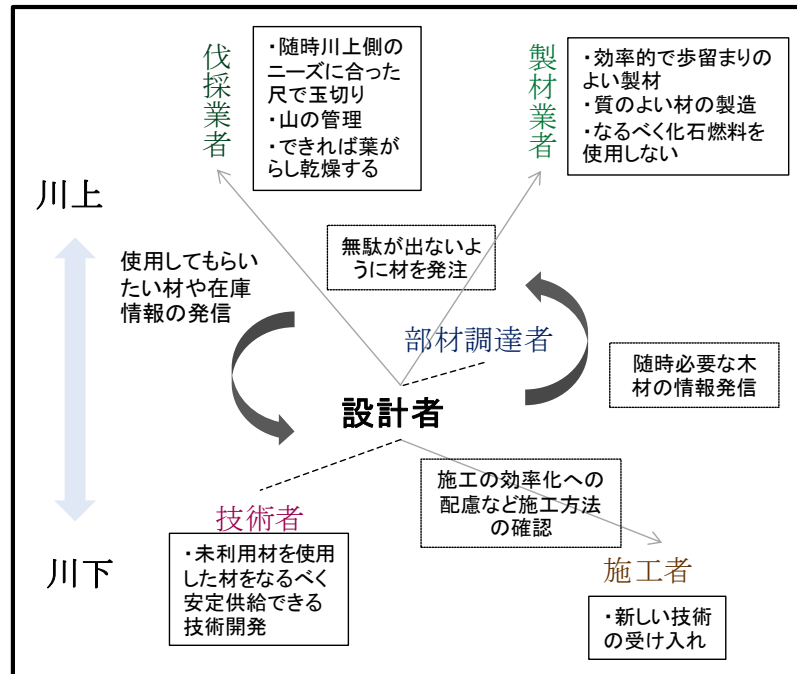 伐採業者
・随時川上側の
ニーズに合った
尺で玉切り
・山の管理
・できれば葉が
らし乾燥する
製材業者
・効率的で歩留まりの
よい製材
・質のよい材の製造
・なるべく化石燃料を
使用しない
川上
使用してもらい
たい材や在庫
情報の発信
無駄が出ないよ
うに材を発注
部材調達者
随時必要な木
材の情報発信
設計者
施工の効率化への
配慮など施工方法
の確認
技術者
・未利用材を使用
した材をなるべく
安定供給できる
技術開発
川下
施工者
・新しい技術
の受け入れ